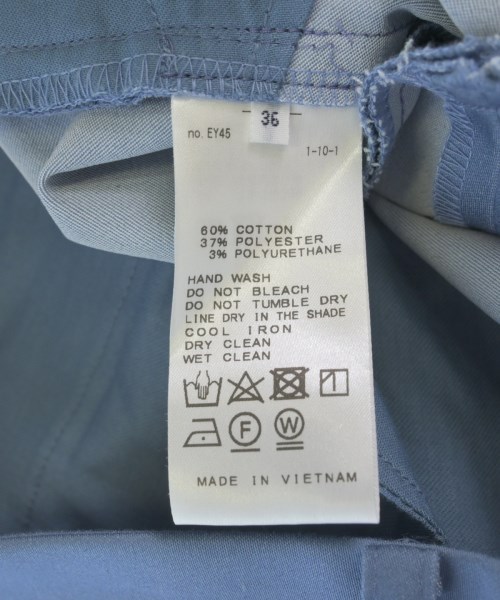 36
no. EY45
1-10-1
60% COTTON
37% POLYESTER
3% POLYURETHANE
HAND WASH
DO NOT BLEACH
DO NOT TUMBLE DRY
LINE DRY IN THE SHADE
COOL IRON
DRY CLEAN
WET CLEAN
F W
MADE IN VIETNAM